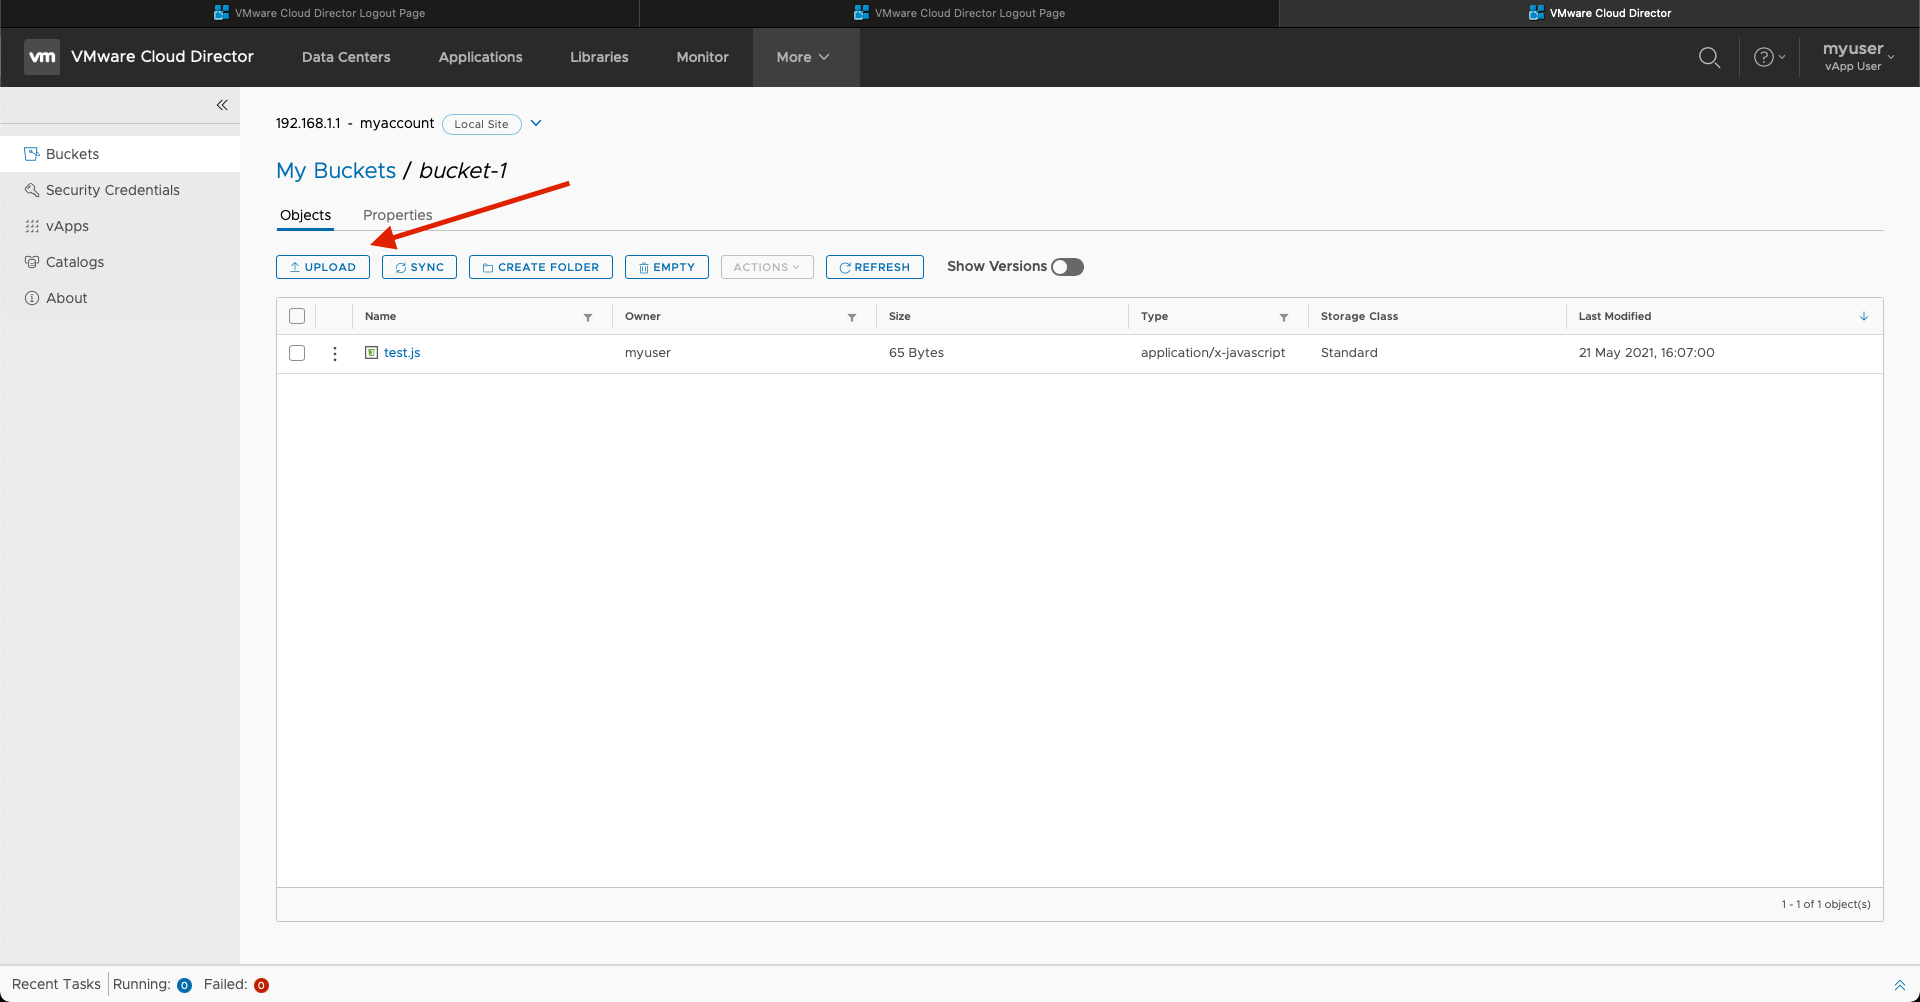 VMware Cloud Director Logout Page
VMware Cloud Director Logout Page
VMware Cloud Director
vm VMware Cloud Director Data Centers Applications Libraries Monitor More
myuser
vApp User
Buckets
Security Credentials
vApps
Catalogs
About
192.168.1.1 - myaccount Local Site
My Buckets / bucket-1
Objects Properties
UPLOAD SYNC CREATE FOLDER EMPTY ACTIONS REFRESH Show Versions
Name Owner Size Type Storage Class Last Modified
test.js myuser 65 Bytes application/x-javascript Standard 21 May 2021, 16:07:00
1 - 1 of 1 object(s)
Recent Tasks Running: 0 Failed: 0